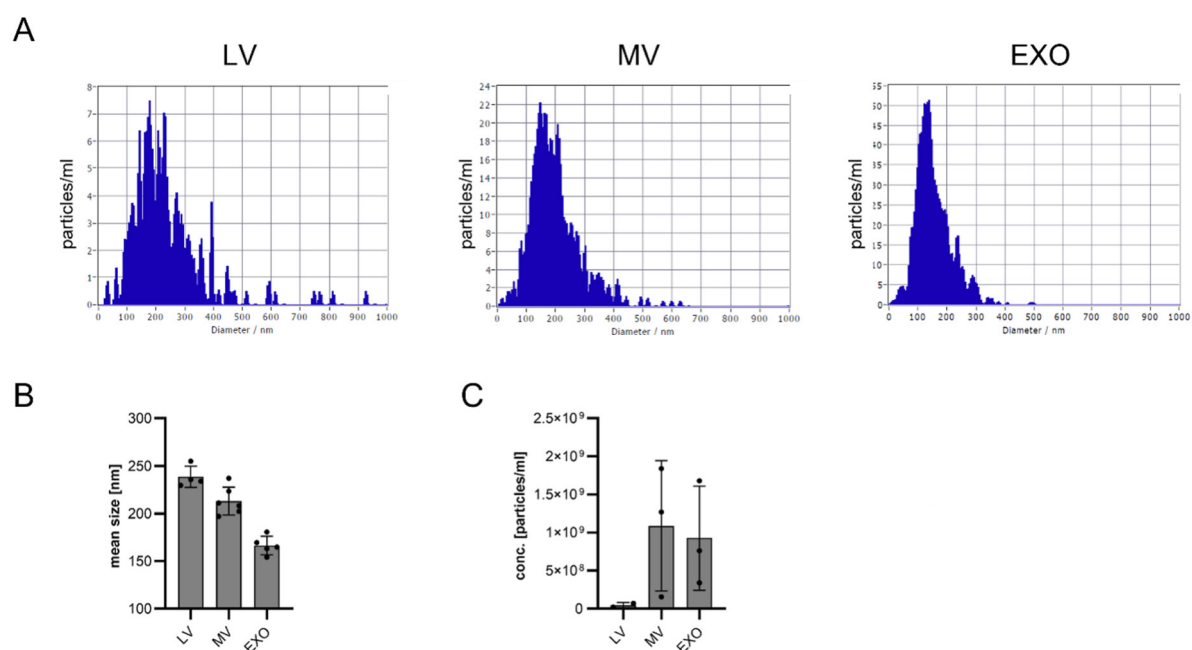 A
LV
MV
EXO
particles/ml
8
7
6
5
4
3
2
1
0
0 100 200 300 400 500 600 700 800 900 1000
Diameter / nm
particles/ml
24
22
20
18
16
14
12
10
8
6
4
2
0
0 100 200 300 400 500 600 700 800 900 1000
Diameter / nm
particles/ml
55
50
45
40
35
30
25
20
15
10
5
0
0 100 200 300 400 500 600 700 800 900 1000
Diameter / nm
B
mean size [nm]
300
250
200
150
100
LV
MV
EXO
C
conc. [particles/ml]
2.5×10⁹
2×10⁹
1.5×10⁹
1×10⁹
5×10⁸
0
LV
MV
EXO